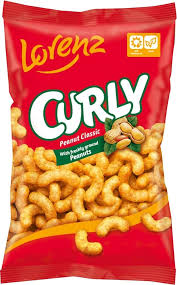 Lorenz
CURLY
Peanut Classic
With freshly ground
Peanuts